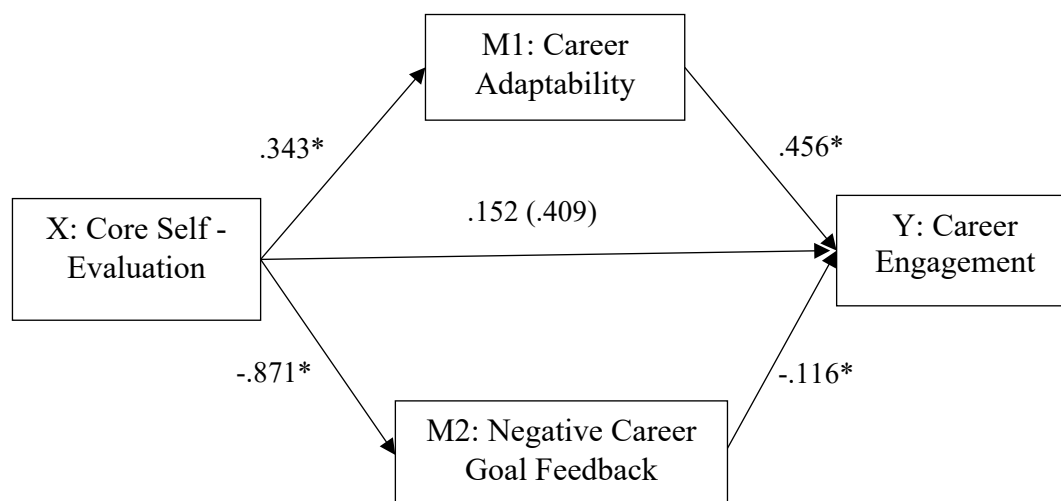 M1: Career
Adaptability
.343*
.456*
.152 (.409)
X: Core Self -
Evaluation
Y: Career
Engagement
-.871*
-.116*
M2: Negative Career
Goal Feedback